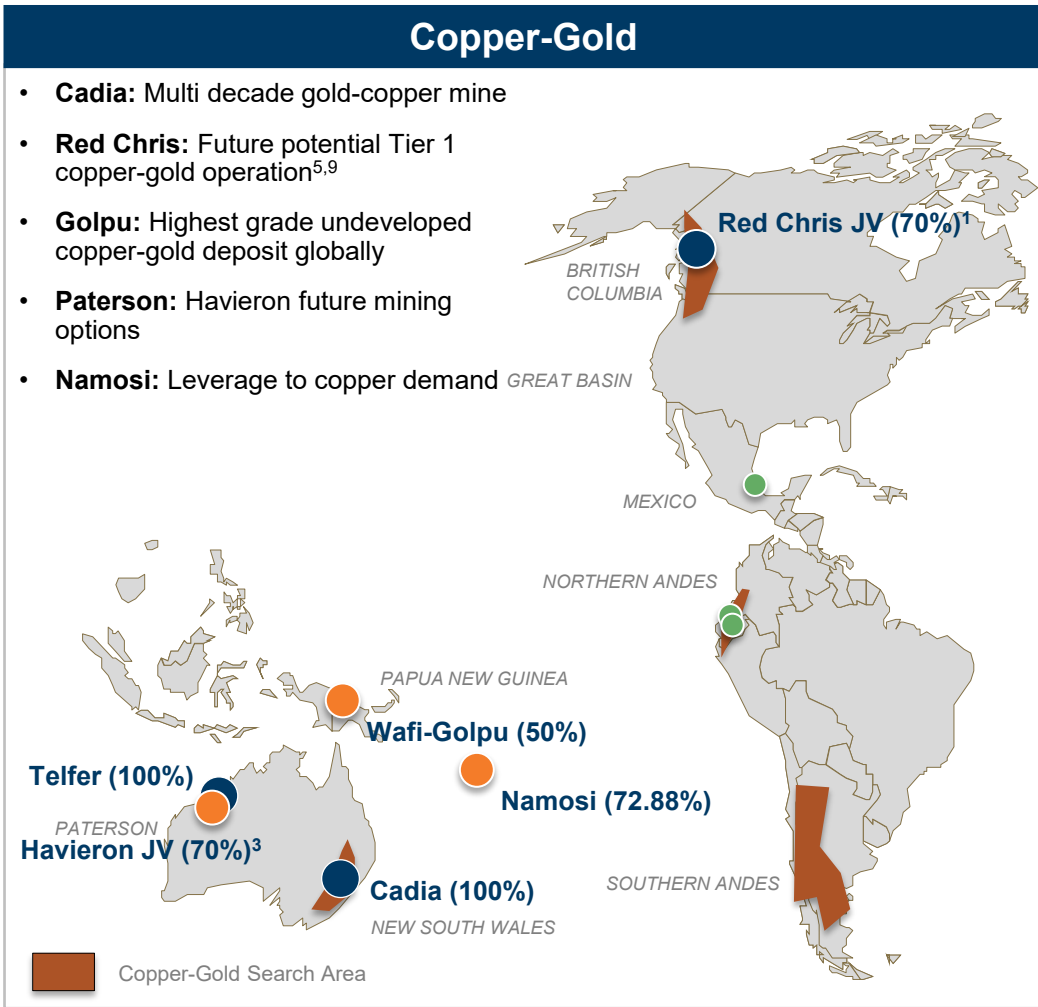 Copper-Gold
• Cadia: Multi decade gold-copper mine
• Red Chris: Future potential Tier 1
copper-gold operation5,9
• Golpu: Highest grade undeveloped
copper-gold deposit globally
• Paterson: Havieron future mining
options
• Namosi: Leverage to copper demand
Red Chris JV (70%)1
BRITISH
COLUMBIA
GREAT BASIN
MEXICO
NORTHERN ANDES
PAPUA NEW GUINEA
Wafi-Golpu (50%)
Telfer (100%)
Namosi (72.88%)
PATERSON
Havieron JV (70%)3
Cadia (100%)
SOUTHERN ANDES
NEW SOUTH WALES
Copper-Gold Search Area